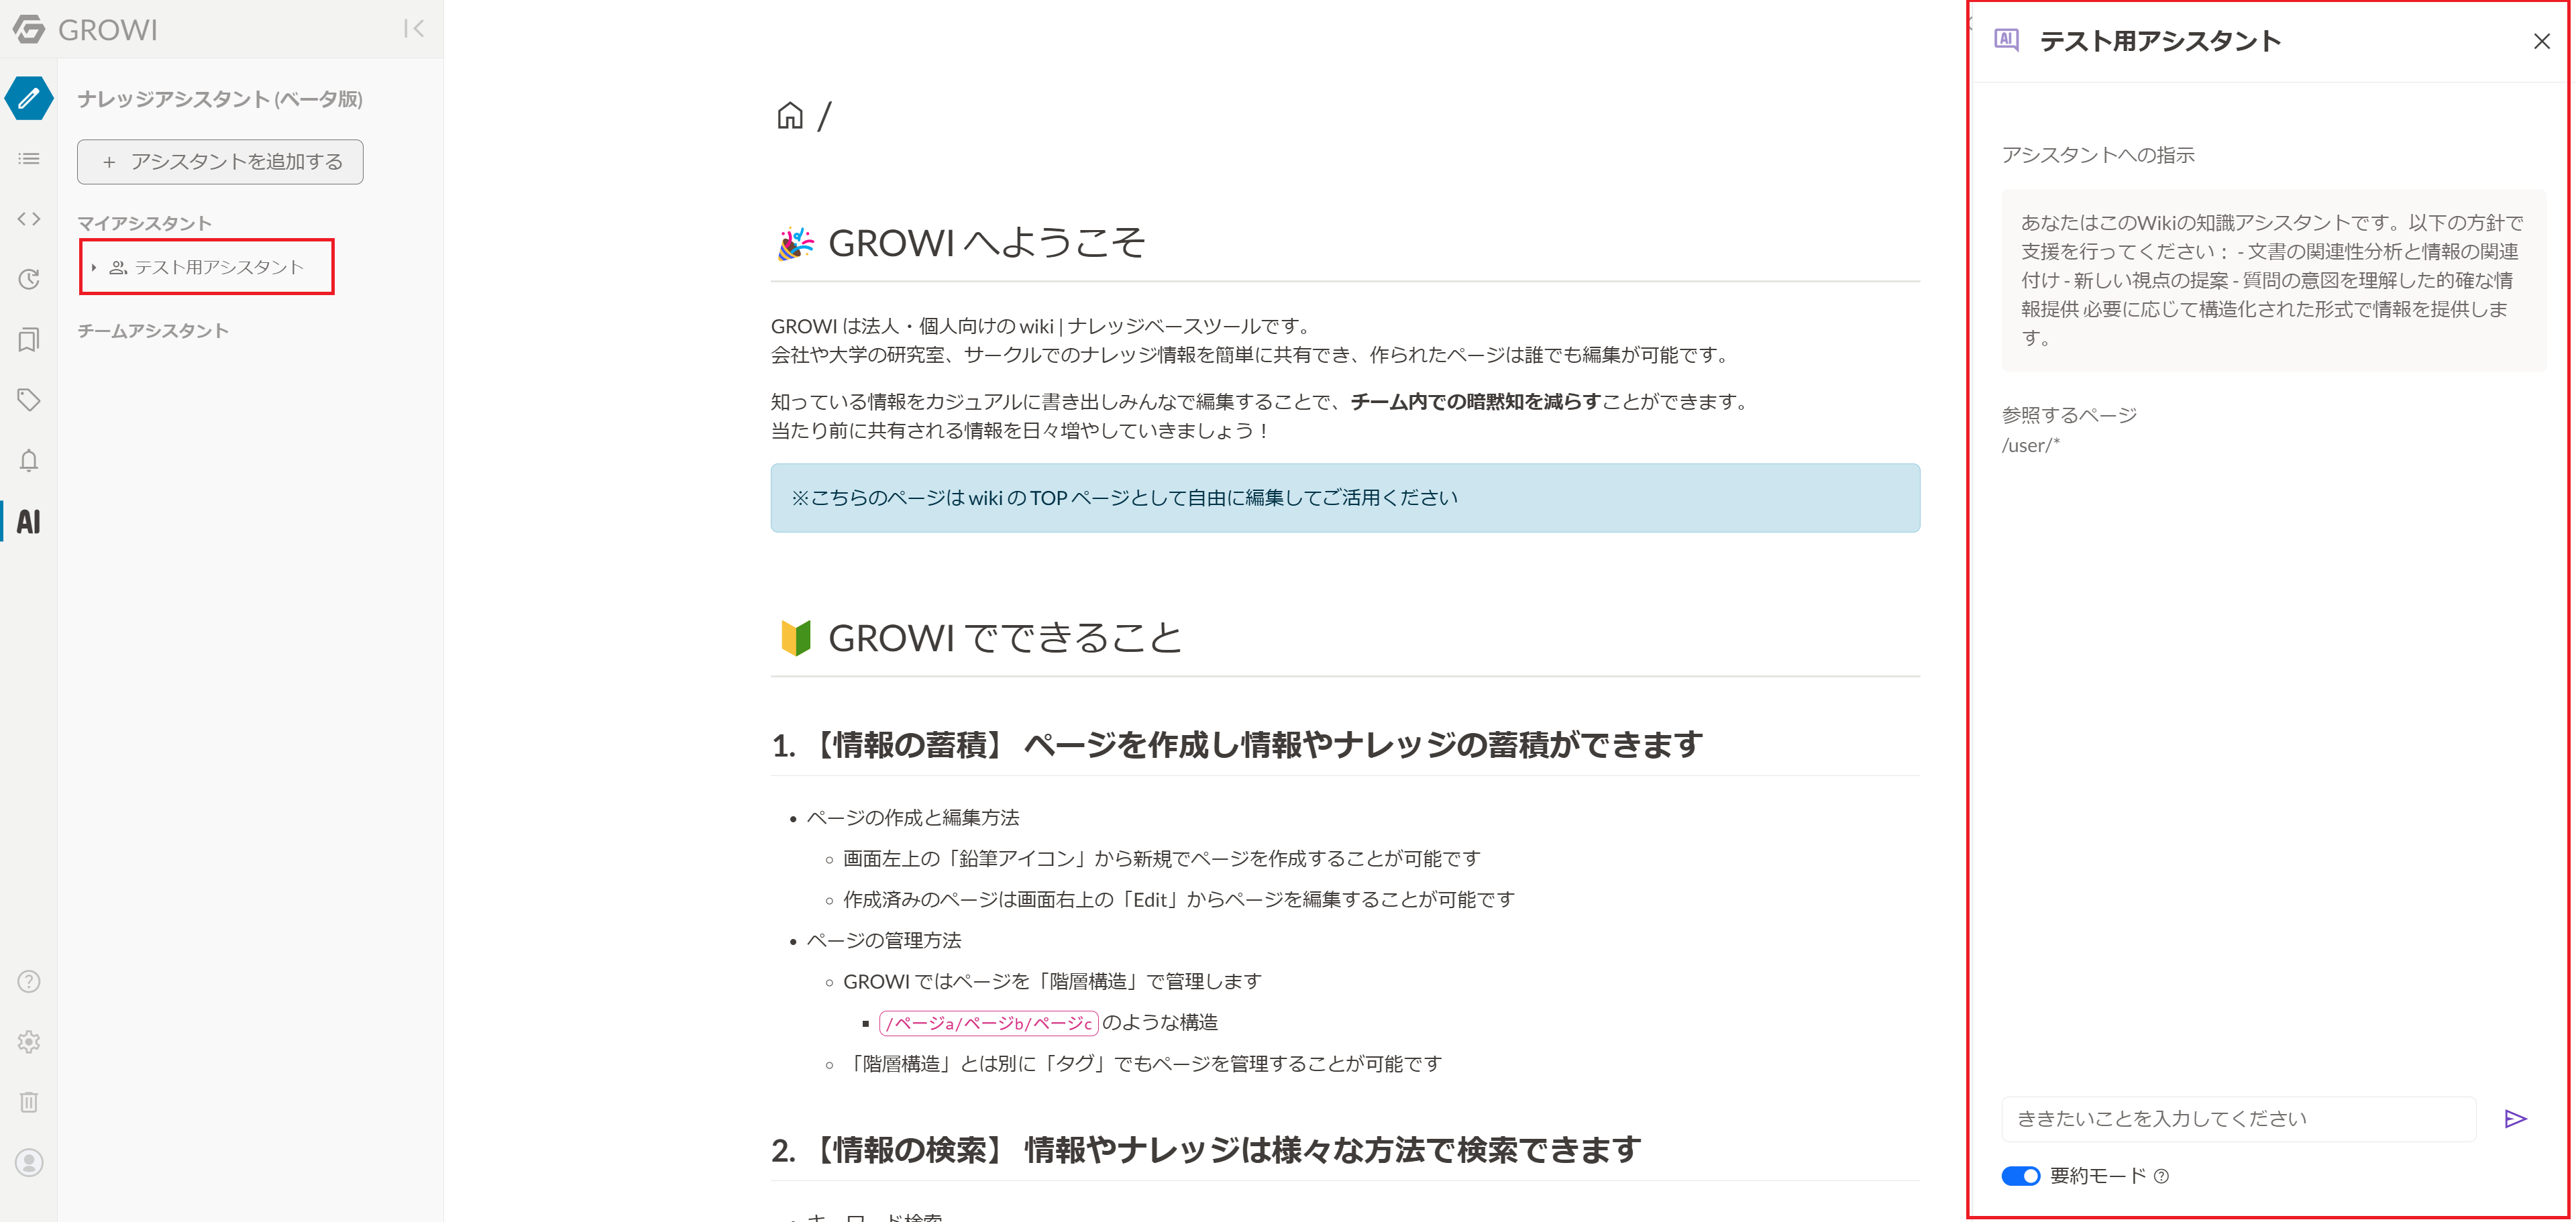 GROWI
ナレッジアシスタント (ベータ版)
+ アシスタントを追加する
マイアシスタント
テスト用アシスタント
チームアシスタント
AI
/
🎉 GROWI へようこそ
GROWI は法人・個人向けの wiki | ナレッジベースツールです。
会社や大学の研究室、サークルでのナレッジ情報を簡単に共有でき、作られたページは誰でも編集が可能です。
知っている情報をカジュアルに書き出しみんなで編集することで、チーム内での暗黙知を減らすことができます。
当たり前に共有される情報を日々増やしていきましょう！
※こちらのページは wiki の TOP ページとして自由に編集してご活用ください
🔰 GROWI でできること
1. 【情報の蓄積】 ページを作成し情報やナレッジの蓄積ができます
• ページの作成と編集方法
◦ 画面左上の「鉛筆アイコン」から新規でページを作成することが可能です
◦ 作成済みのページは画面右上の「Edit」からページを編集することが可能です
• ページの管理方法
◦ GROWI ではページを「階層構造」で管理します
▪ /ページa/ページb/ページc のような構造
◦ 「階層構造」とは別に「タグ」でもページを管理することが可能です
2. 【情報の検索】 情報やナレッジは様々な方法で検索できます
• キーワード検索
AI テスト用アシスタント
アシスタントへの指示
あなたはこのWikiの知識アシスタントです。以下の方針で
支援を行ってください： - 文書の関連性分析と情報の関連
付け - 新しい視点の提案 - 質問の意図を理解した的確な情
報提供 必要に応じて構造化された形式で情報を提供しま
す。
参照するページ
/user/*
ききたいことを入力してください
要約モード